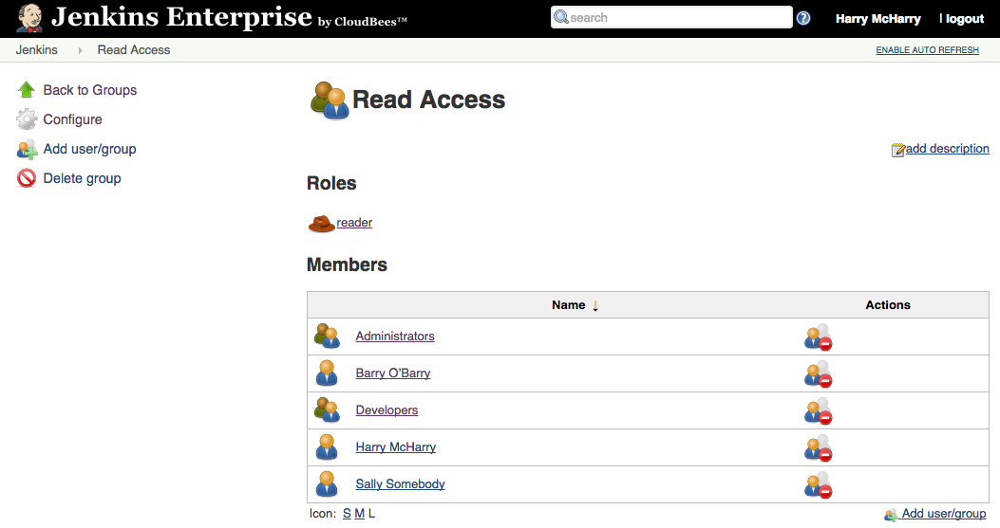 Jenkins Enterprise by CloudBees™
search
?
Harry McHarry | logout
Jenkins Read Access
ENABLE AUTO REFRESH
Back to Groups
Configure
Add user/group
Delete group
Read Access
add description
Roles
reader
Members
Name ↓ Actions
Administrators
Barry O'Barry
Developers
Harry McHarry
Sally Somebody
Icon: S M L
Add user/group